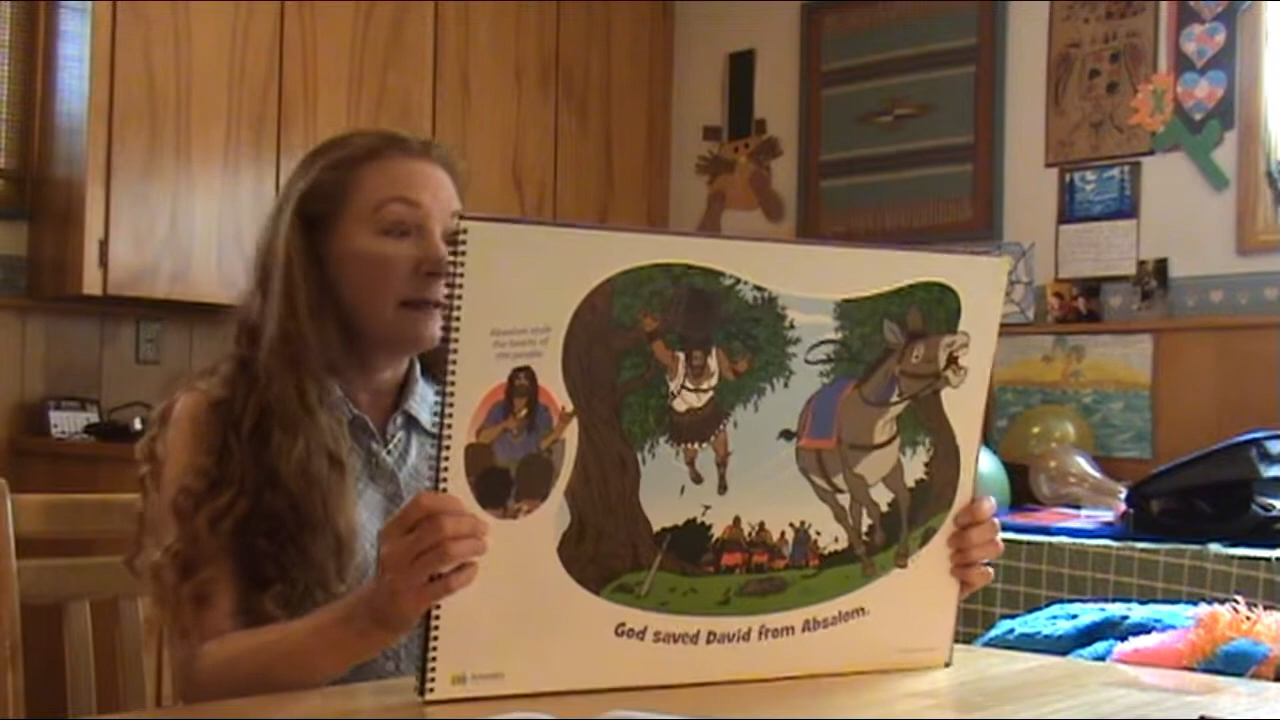 Absalom stole
the hearts of
the people
God saved David from Absalom.